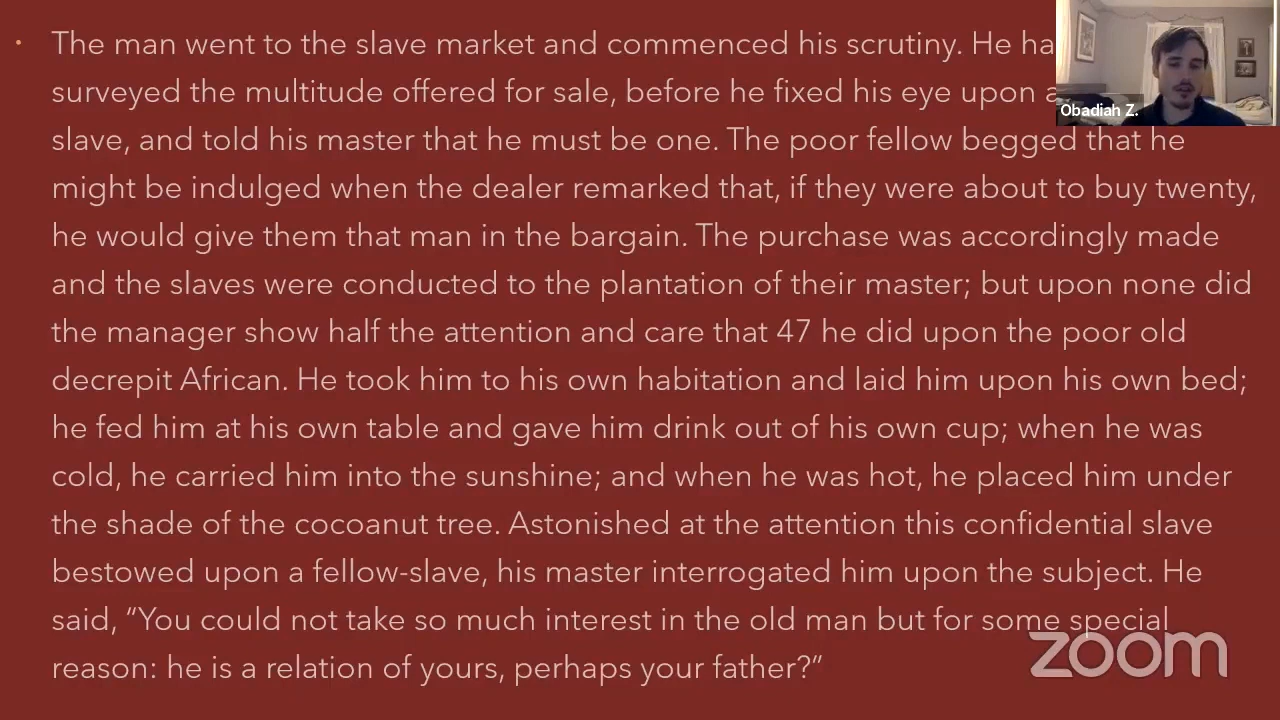 • The man went to the slave market and commenced his scrutiny. He ha
surveyed the multitude offered for sale, before he fixed his eye upon a
slave, and told his master that he must be one. The poor fellow begged that he
might be indulged when the dealer remarked that, if they were about to buy twenty,
he would give them that man in the bargain. The purchase was accordingly made
and the slaves were conducted to the plantation of their master; but upon none did
the manager show half the attention and care that 47 he did upon the poor old
decrepit African. He took him to his own habitation and laid him upon his own bed;
he fed him at his own table and gave him drink out of his own cup; when he was
cold, he carried him into the sunshine; and when he was hot, he placed him under
the shade of the cocoanut tree. Astonished at the attention this confidential slave
bestowed upon a fellow-slave, his master interrogated him upon the subject. He
said, “You could not take so much interest in the old man but for some special
reason: he is a relation of yours, perhaps your father?”
Obadiah Z.
zoom